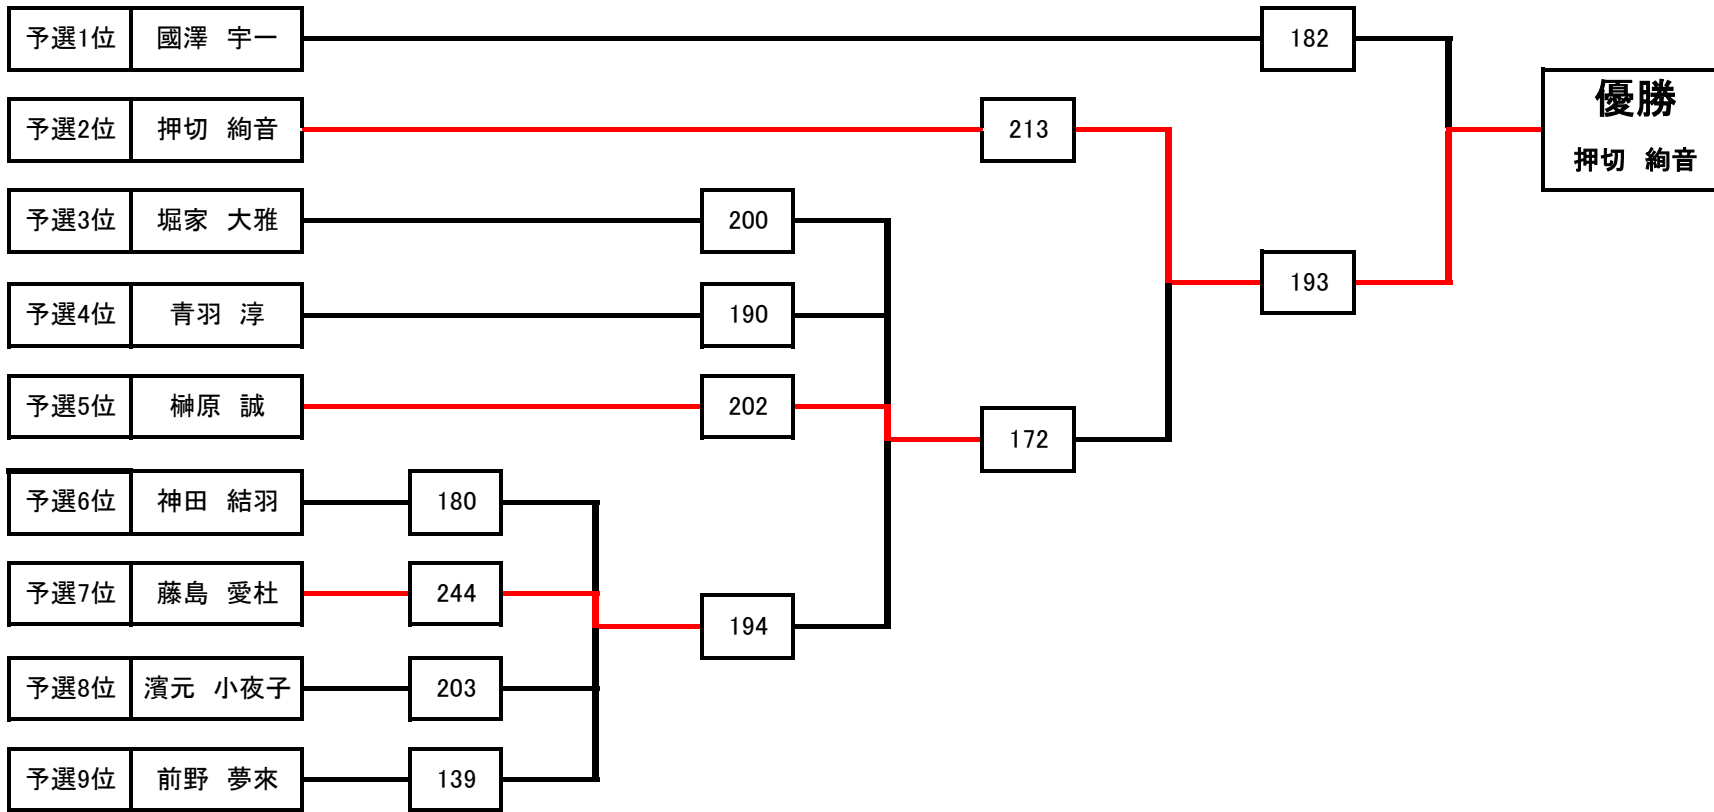 予選1位 國澤 宇一 182
優勝
予選2位 押切 絢音 213
押切 絢音
予選3位 堀家 大雅 200
193
予選4位 青羽 淳 190
予選5位 榊原 誠 202
172
予選6位 神田 結羽 180
予選7位 藤島 愛杜 244
194
予選8位 濱元 小夜子 203
予選9位 前野 夢來 139